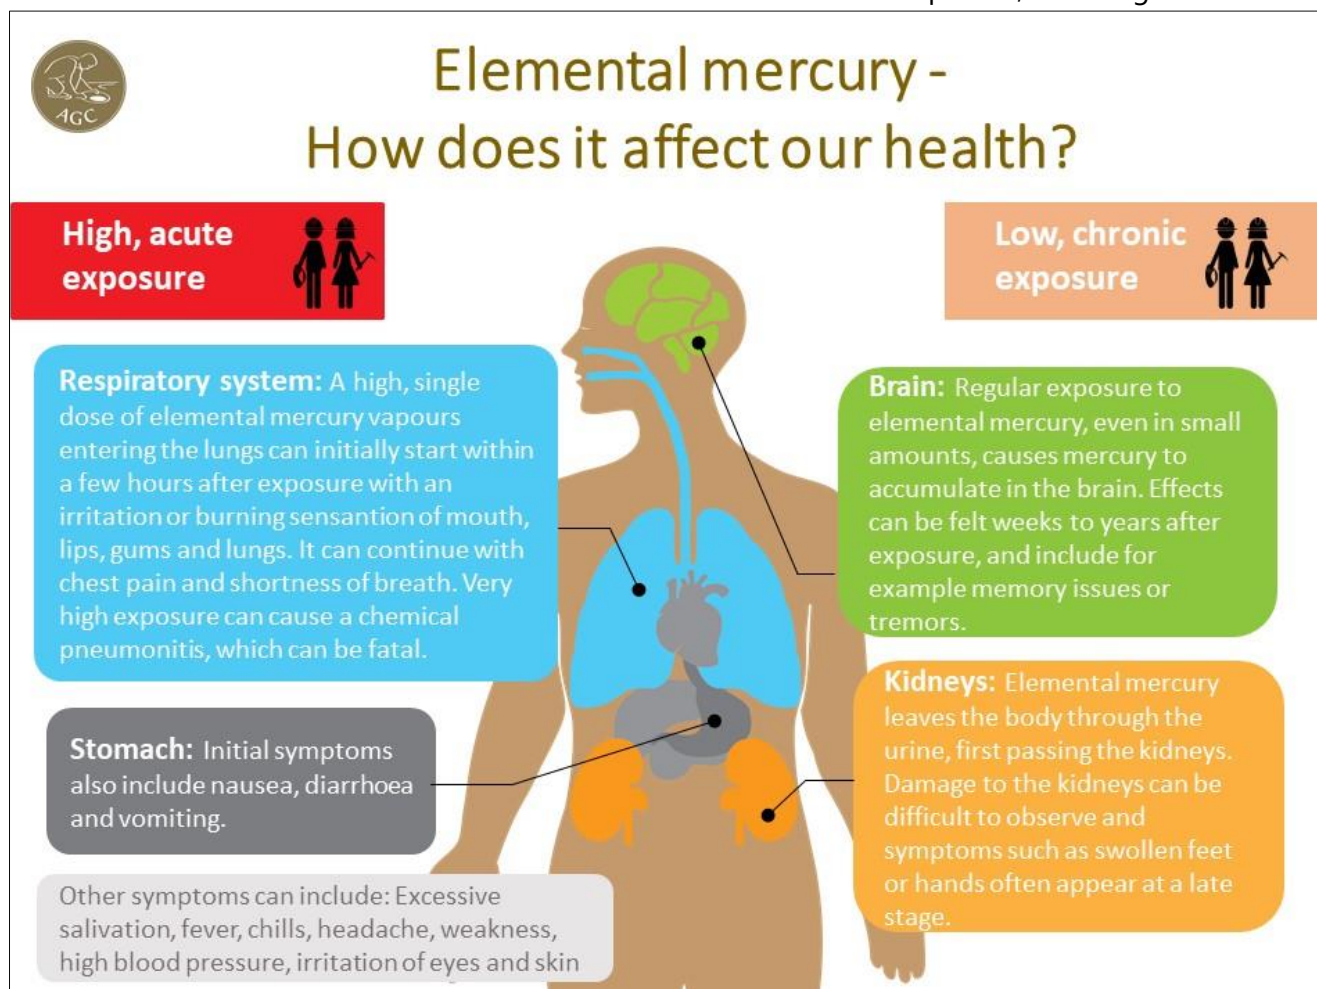 AGC
Elemental mercury -
How does it affect our health?
High, acute
exposure
Low, chronic
exposure
Respiratory system: A high, single
dose of elemental mercury vapours
entering the lungs can initially start within
a few hours after exposure with an
irritation or burning sensantion of mouth,
lips, gums and lungs. It can continue with
chest pain and shortness of breath. Very
high exposure can cause a chemical
pneumonitis, which can be fatal.
Stomach: Initial symptoms
also include nausea, diarrhoea
and vomiting.
Other symptoms can include: Excessive
salivation, fever, chills, headache, weakness,
high blood pressure, irritation of eyes and skin
Brain: Regular exposure to
elemental mercury, even in small
amounts, causes mercury to
accumulate in the brain. Effects
can be felt weeks to years after
exposure, and include for
example memory issues or
tremors.
Kidneys: Elemental mercury
leaves the body through the
urine, first passing the kidneys.
Damage to the kidneys can be
difficult to observe and
symptoms such as swollen feet
or hands often appear at a late
stage.